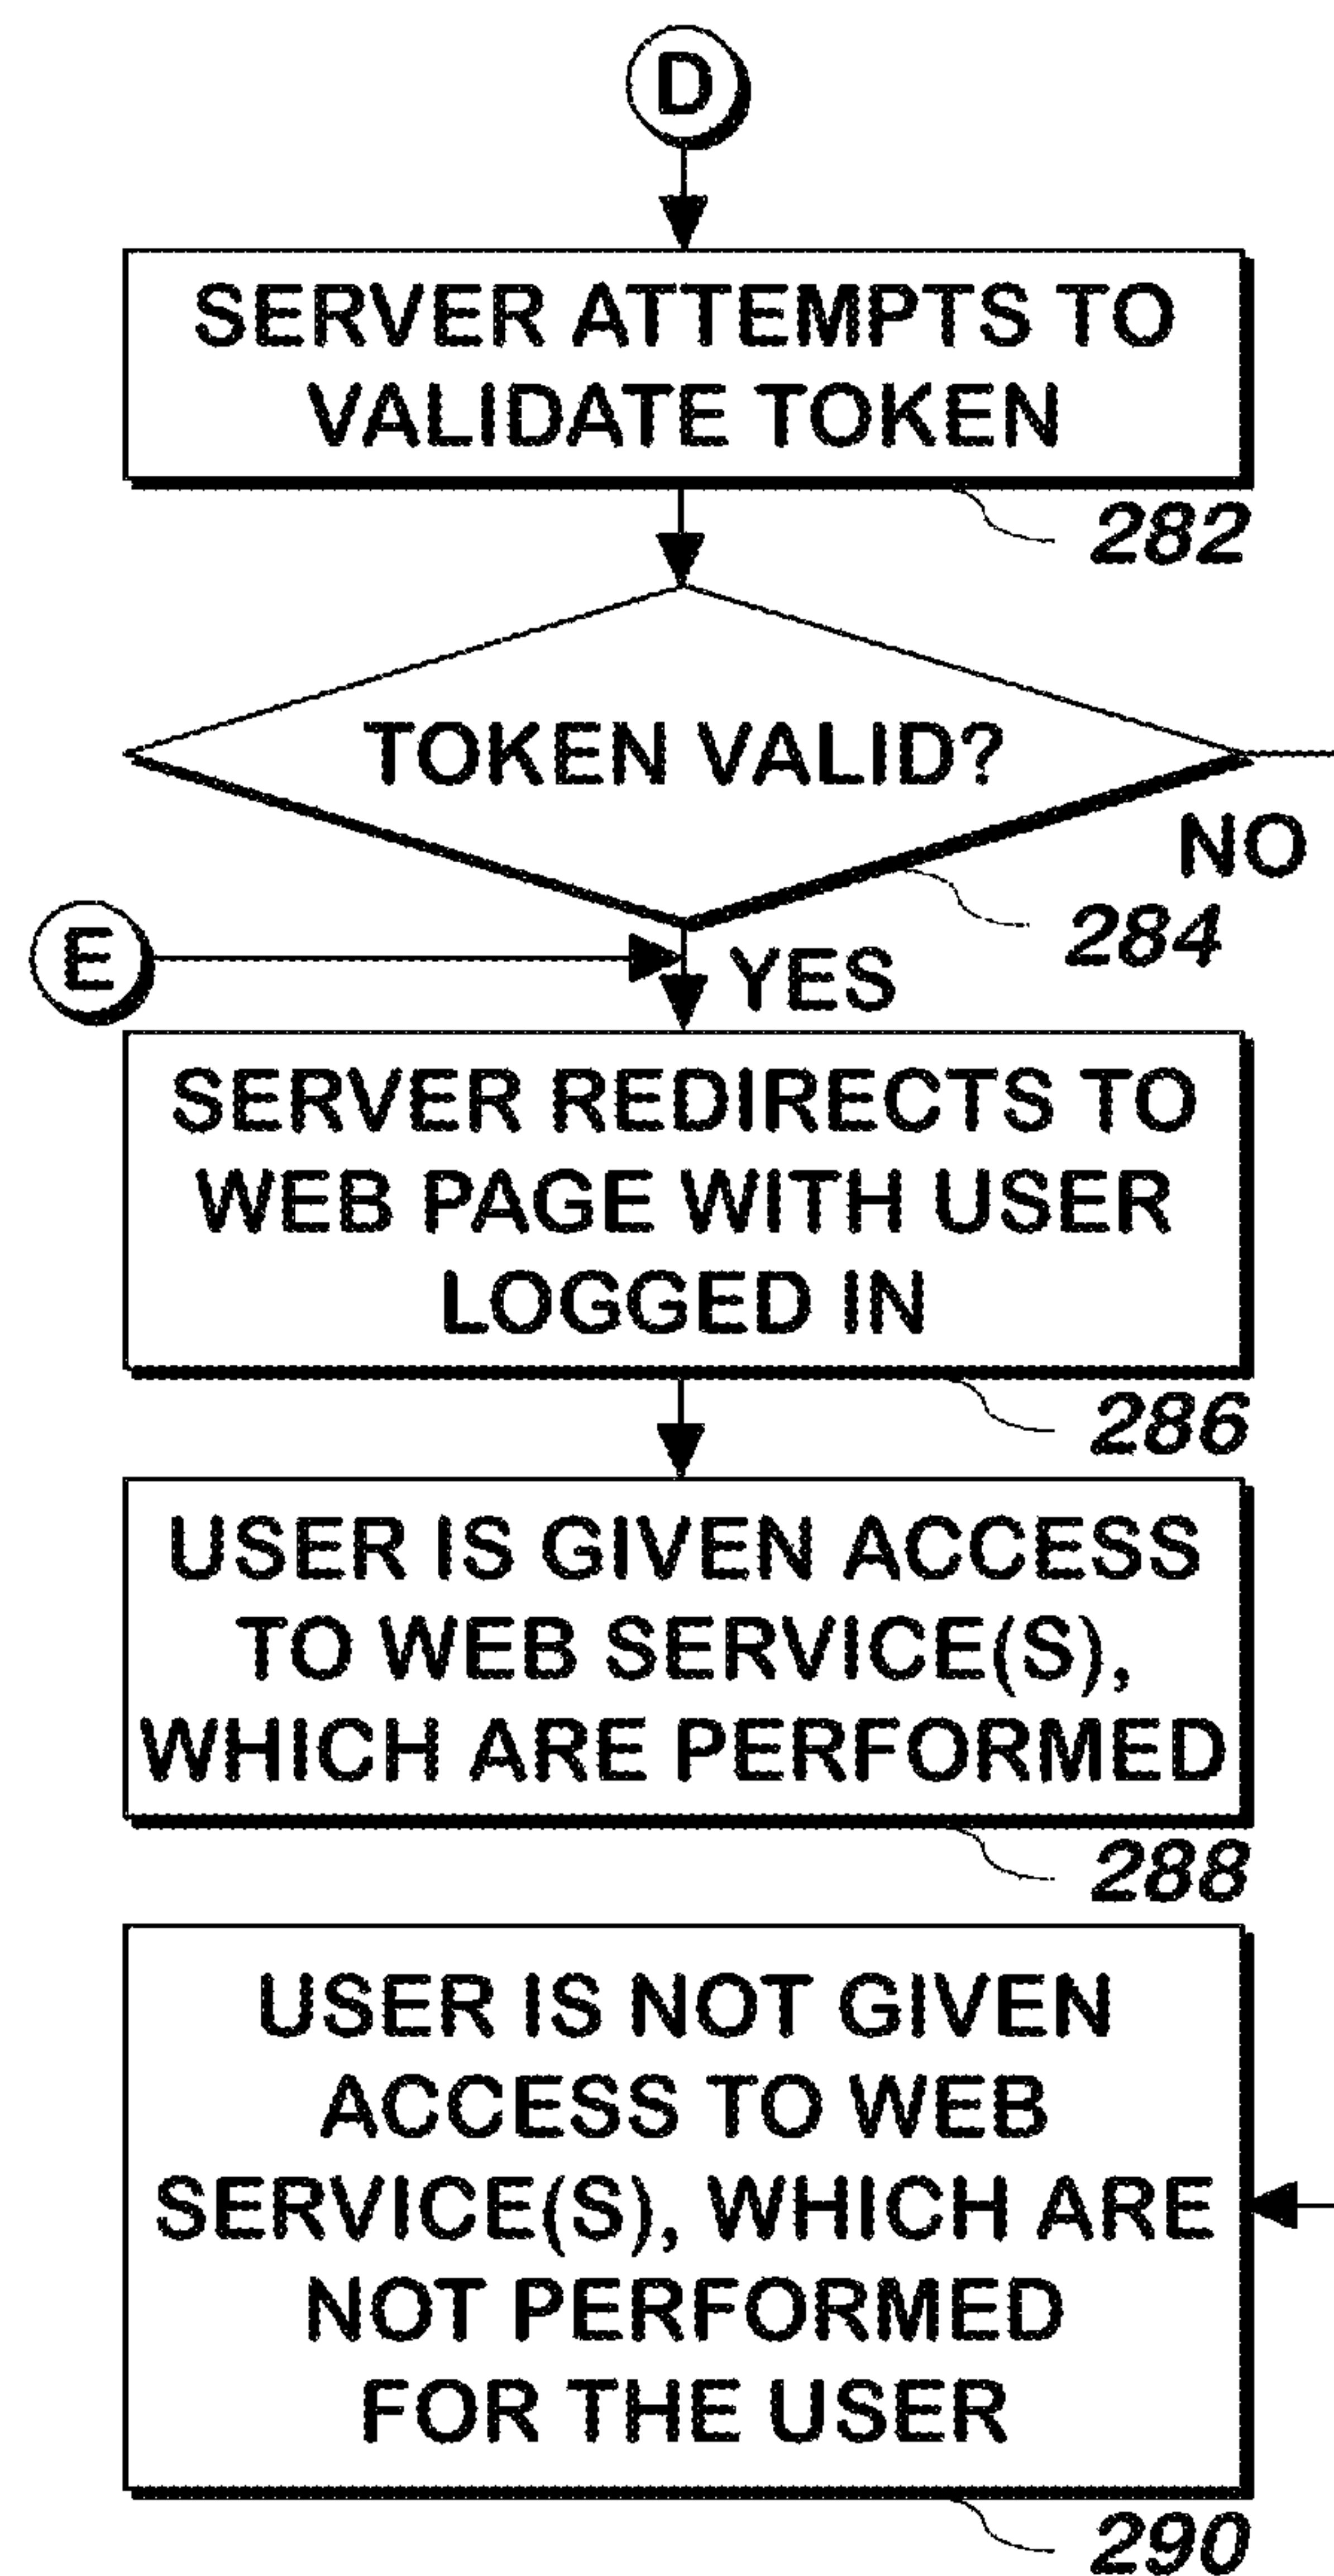 D
SERVER ATTEMPTS TO
VALIDATE TOKEN
282
TOKEN VALID?
NO
284
E
YES
SERVER REDIRECTS TO
WEB PAGE WITH USER
LOGGED IN
286
USER IS GIVEN ACCESS
TO WEB SERVICE(S),
WHICH ARE PERFORMED
288
USER IS NOT GIVEN
ACCESS TO WEB
SERVICE(S), WHICH ARE
NOT PERFORMED
FOR THE USER
290